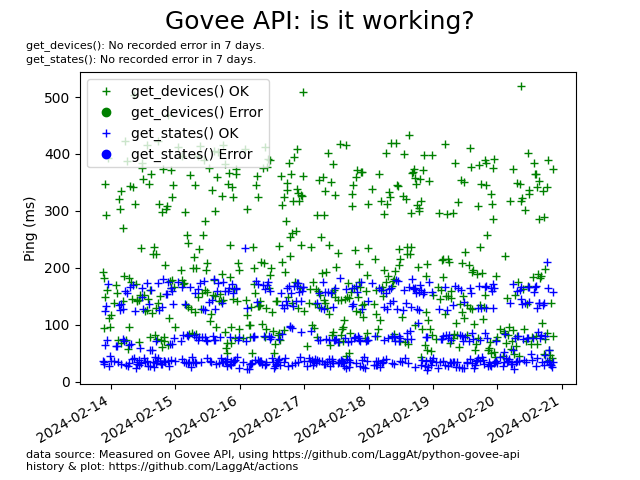 Govee API: is it working?
get_devices(): No recorded error in 7 days.
get_states(): No recorded error in 7 days.
get_devices() OK
get_devices() Error
get_states() OK
get_states() Error
Ping (ms)
500
400
300
200
100
0
2024-02-14
2024-02-15
2024-02-16
2024-02-17
2024-02-18
2024-02-19
2024-02-20
2024-02-21
data source: Measured on Govee API, using https://github.com/LaggAt/python-govee-api
history & plot: https://github.com/LaggAt/actions